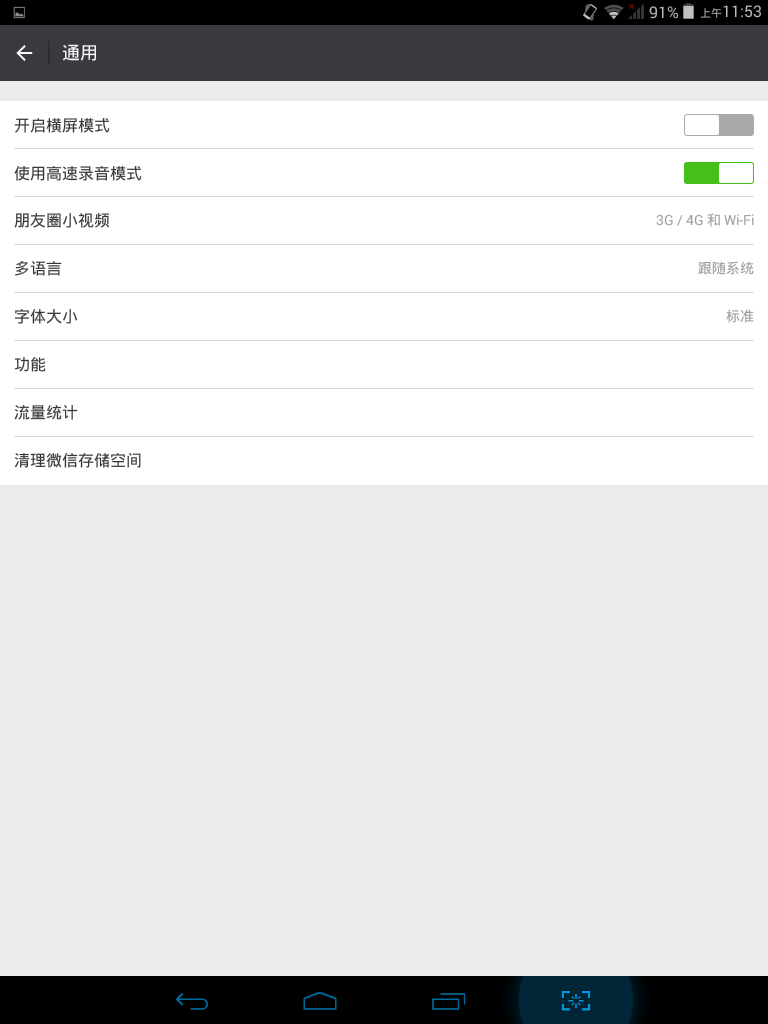 91% 上午11:53
通用
开启横屏模式
使用高速录音模式
朋友圈小视频 3G / 4G 和 Wi-Fi
多语言 跟随系统
字体大小 标准
功能
流量统计
清理微信存储空间